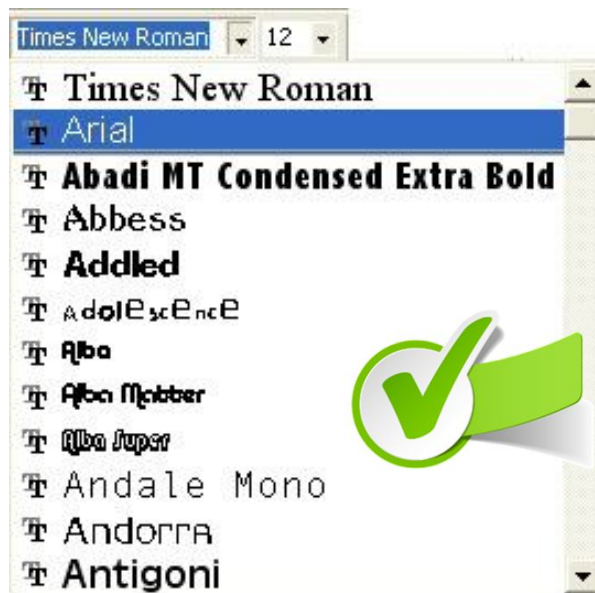 Times New Roman 12
Times New Roman
Arial
Abadi MT Condensed Extra Bold
Abbess
Addled
Adolescence
Alba
Alba Matter
Alba Super
Andale Mono
Andorra
Antigoni